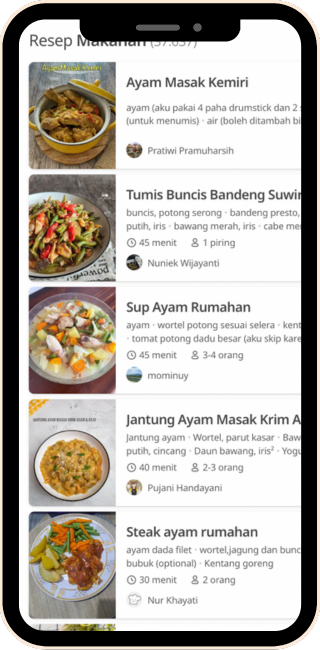 Resep Makanan (57.657)
Ayam Masak Kemiri
Ayam Masak Kemiri
ayam (aku pakai 4 paha drumstick dan 2
(untuk menumis) · air (boleh ditambah bi
Pratiwi Pramuharsih
Tumis Buncis Bandeng Suwir
buncis, potong serong · bandeng presto,
putih, iris · bawang merah, iris · cabe me
45 menit 1 piring
Nuniek Wijayanti
Sup Ayam Rumahan
ayam · wortel potong sesuai selera · kent
· tomat potong dadu besar (aku skip kare
45 menit 3-4 orang
mominuy
Jantung Ayam Masak Krim A
Jantung ayam · Wortel, parut kasar · Baw
putih, cincang · Daun bawang, iris² · Yogu
40 menit 2-3 orang
Pujani Handayani
Steak ayam rumahan
ayam dada filet · wortel,jagung dan bunc
bubuk (optional) · Kentang goreng
30 menit 2 orang
Nur Khayati